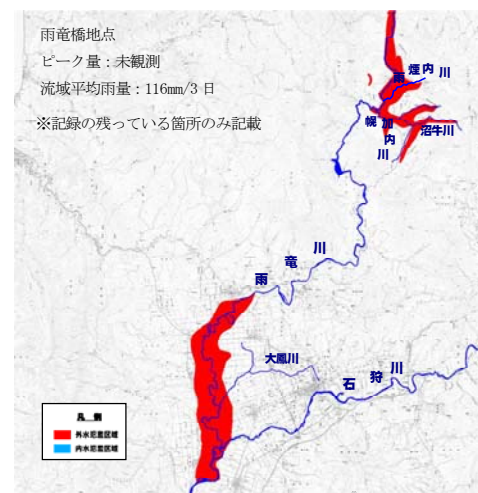 雨竜橋地点
ピーク量：未観測
流域平均雨量：116mm/3日
※記録の残っている箇所のみ記載
雨煙内川
幌加内川
沼牛川
雨竜川
大鳳川
石狩川
凡例
外水氾濫区域
内水氾濫区域